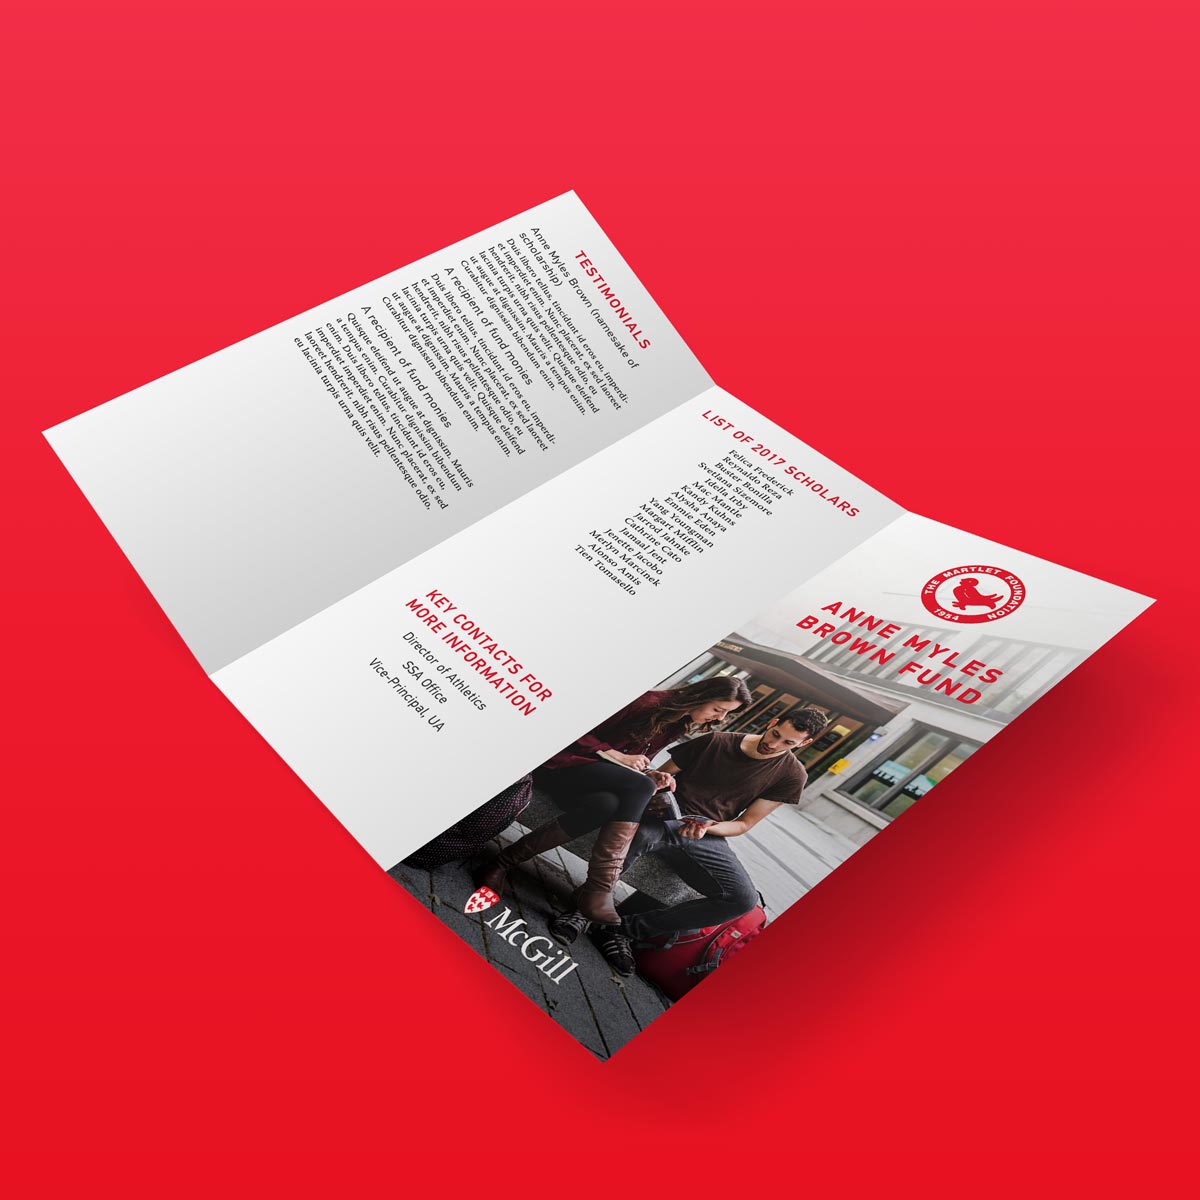 TESTIMONIALS
Anne Myles Brown (namesake of
scholarship)
Duis libero tellus, tincidunt id eros eu, imperdi-
et imperdiet enim. Nunc placerat, ex sed laoreet
hendrerit, nibh risus pellentesque odio, eu
lacinia turpis urna quis velit. Quisque eleifend
ut augue at dignissim. Mauris a tempus enim.
Curabitur dignissim bibendum enim.
A recipient of fund monies
Duis libero tellus, tincidunt id eros eu, imperdi-
et imperdiet enim. Nunc placerat, ex sed laoreet
hendrerit, nibh risus pellentesque odio, eu
lacinia turpis urna quis velit. Quisque eleifend
ut augue at dignissim. Mauris a tempus enim.
Curabitur dignissim bibendum enim.
A recipient of fund monies
Quisque eleifend ut augue at dignissim. Mauris
a tempus enim. Curabitur dignissim bibendum
enim. Duis libero tellus, tincidunt id eros eu,
imperdiet imperdiet enim. Nunc placerat, ex sed
laoreet hendrerit, nibh risus pellentesque odio,
eu lacinia turpis urna quis velit.
LIST OF 2017 SCHOLARS
Felica Frederick
Reynaldo Reza
Buster Bonilla
Svetlana Sizemore
Idella Irby
Mac Mantle
Kandy Kuhns
Alysha Anaya
Emmie Eden
Yang Youngman
Margart Mifflin
Jarrod Jahnke
Cathrine Cato
Jamaal Jent
Jenette Jacobo
Merlyn Marcinek
Alonso Amis
Tien Tomasello
KEY CONTACTS FOR
MORE INFORMATION
Director of Athletics
SSA Office
Vice-Principal, UA
THE MARTLET FOUNDATION
1954
ANNE MYLES
BROWN FUND
McGill